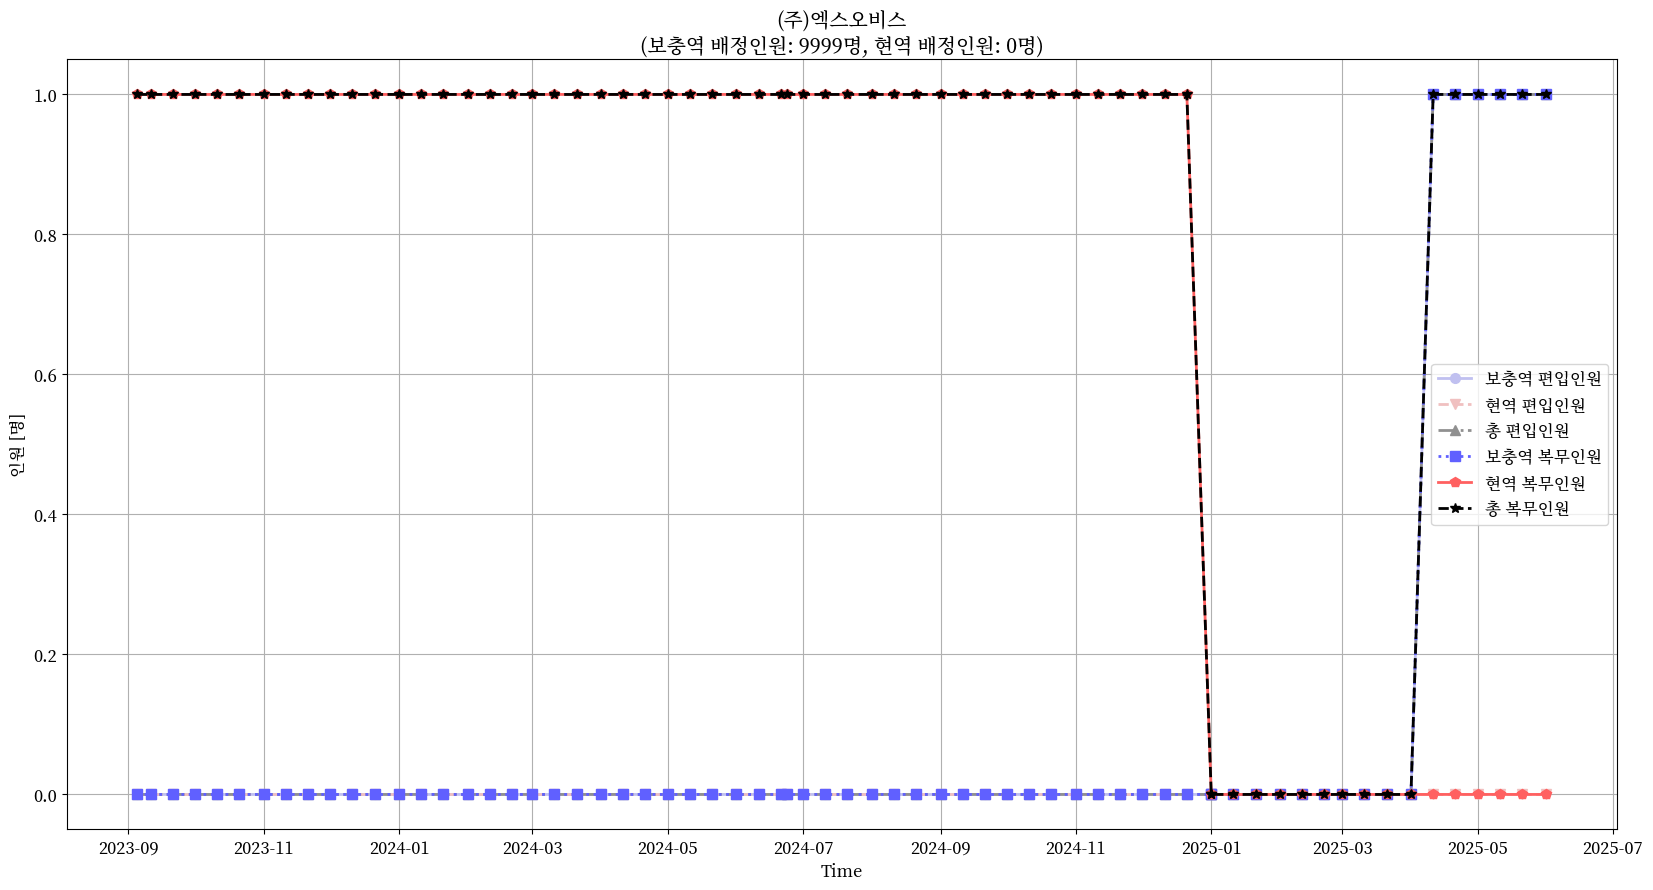 (주)엑스오비스
(보충역 배정인원: 9999명, 현역 배정인원: 0명)
인원 [명]
1.0
0.8
0.6
0.4
0.2
0.0
보충역 편입인원
현역 편입인원
총 편입인원
보충역 복무인원
현역 복무인원
총 복무인원
2023-09 2023-11 2024-01 2024-03 2024-05 2024-07 2024-09 2024-11 2025-01 2025-03 2025-05 2025-07
Time